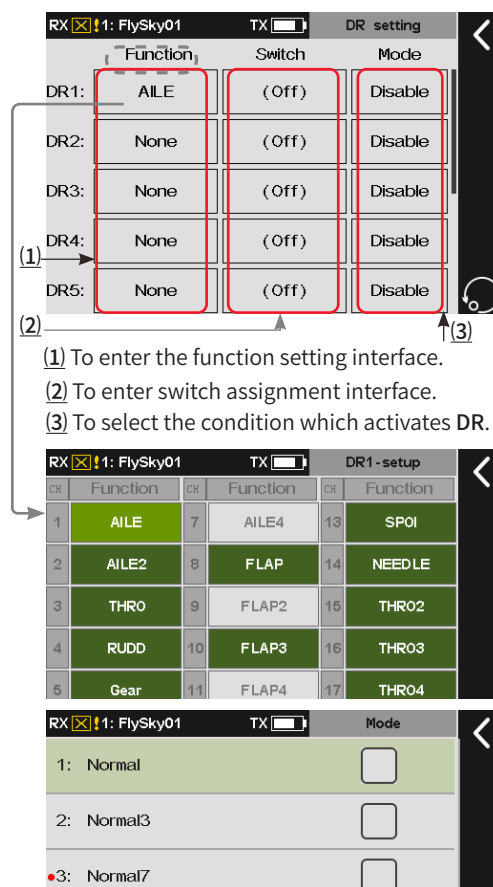 RX !1: FlySky01 TX DR setting
Function Switch Mode
DR1: AILE (Off) Disable
DR2: None (Off) Disable
DR3: None (Off) Disable
DR4: None (Off) Disable
(1)
DR5: None (Off) Disable
(2) (3)
(1) To enter the function setting interface.
(2) To enter switch assignment interface.
(3) To select the condition which activates DR.
RX !1: FlySky01 TX DR1-setup
CH Function CH Function CH Function
1 AILE 7 AILE4 13 SPOI
2 AILE2 8 FLAP 14 NEEDLE
3 THRO 9 FLAP2 15 THRO2
4 RUDD 10 FLAP3 16 THRO3
5 Gear 11 FLAP4 17 THRO4
RX !1: FlySky01 TX Mode
1: Normal
2: Normal3
3: Normal7